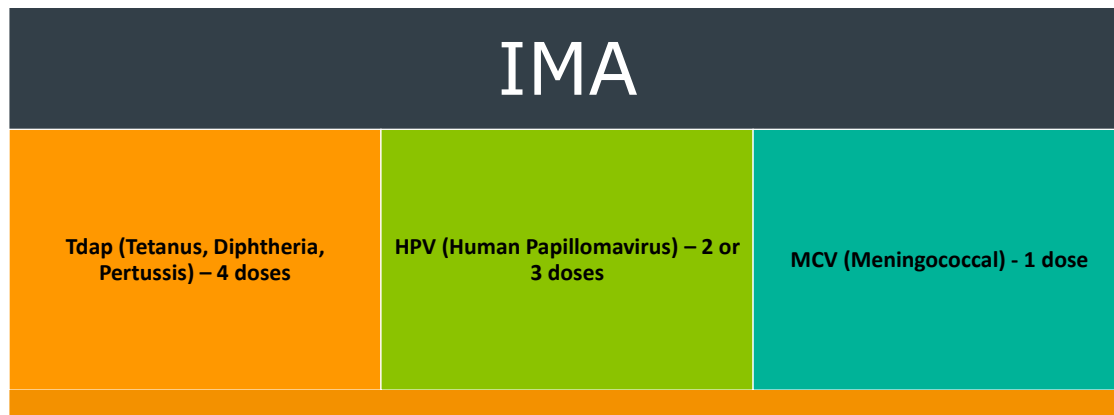 IMA
Tdap (Tetanus, Diphtheria,
Pertussis) – 4 doses
HPV (Human Papillomavirus) – 2 or
3 doses
MCV (Meningococcal) - 1 dose